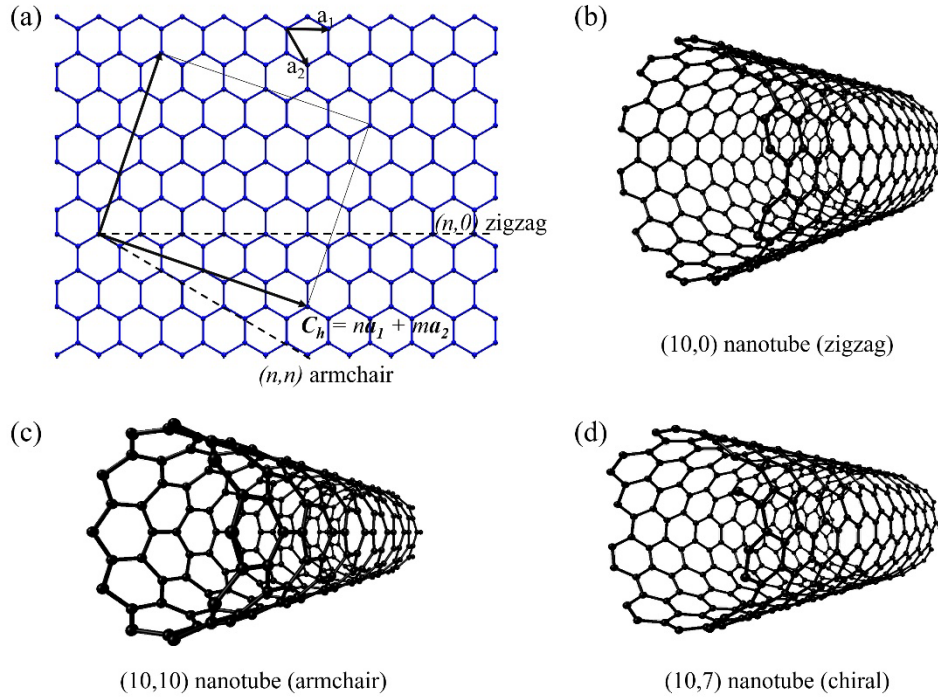 (a)
a1
a2
(n,0) zigzag
Ch = na1 + ma2
(n,n) armchair
(b)
(10,0) nanotube (zigzag)
(c)
(10,10) nanotube (armchair)
(d)
(10,7) nanotube (chiral)